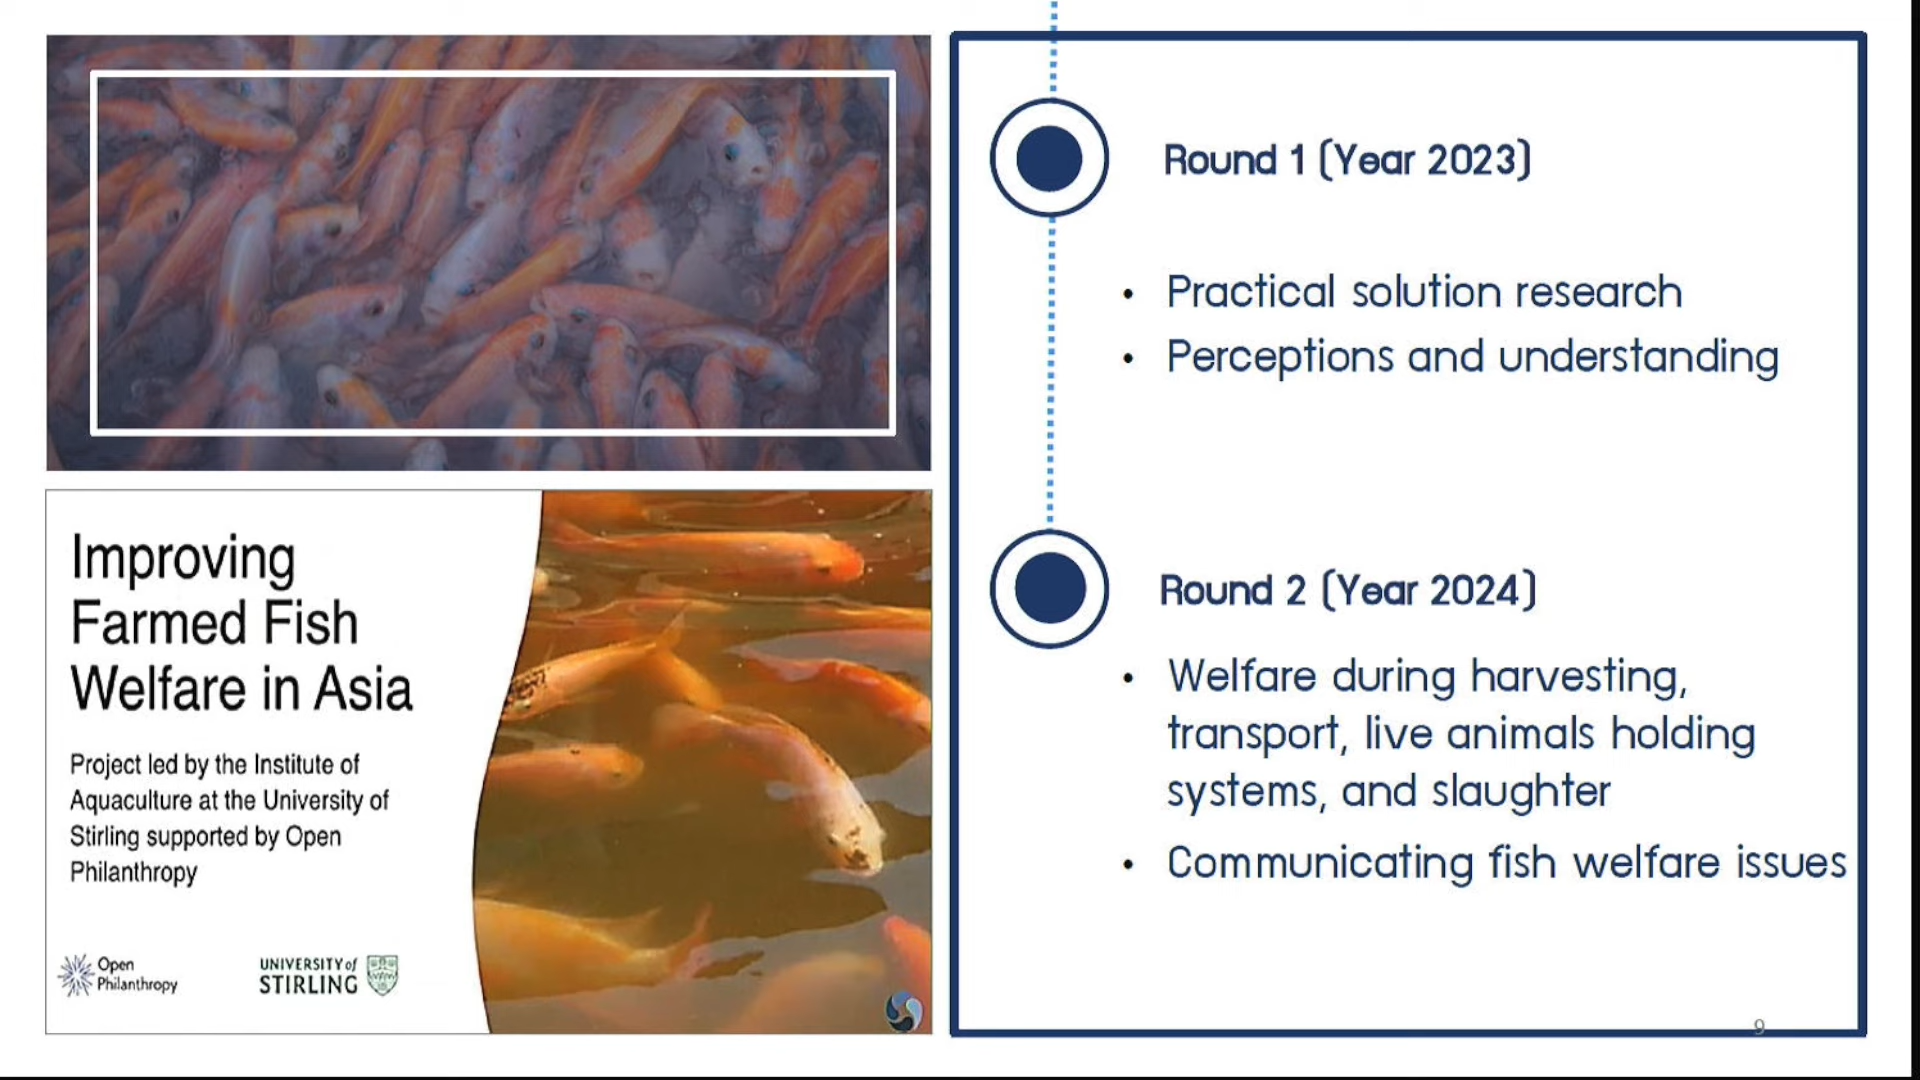 Improving
Farmed Fish
Welfare in Asia
Project led by the Institute of
Aquaculture at the University of
Stirling supported by Open
Philanthropy
Open
Philanthropy
UNIVERSITY of
STIRLING
Round 1 (Year 2023)
• Practical solution research
• Perceptions and understanding
Round 2 (Year 2024)
• Welfare during harvesting,
transport, live animals holding
systems, and slaughter
• Communicating fish welfare issues
9